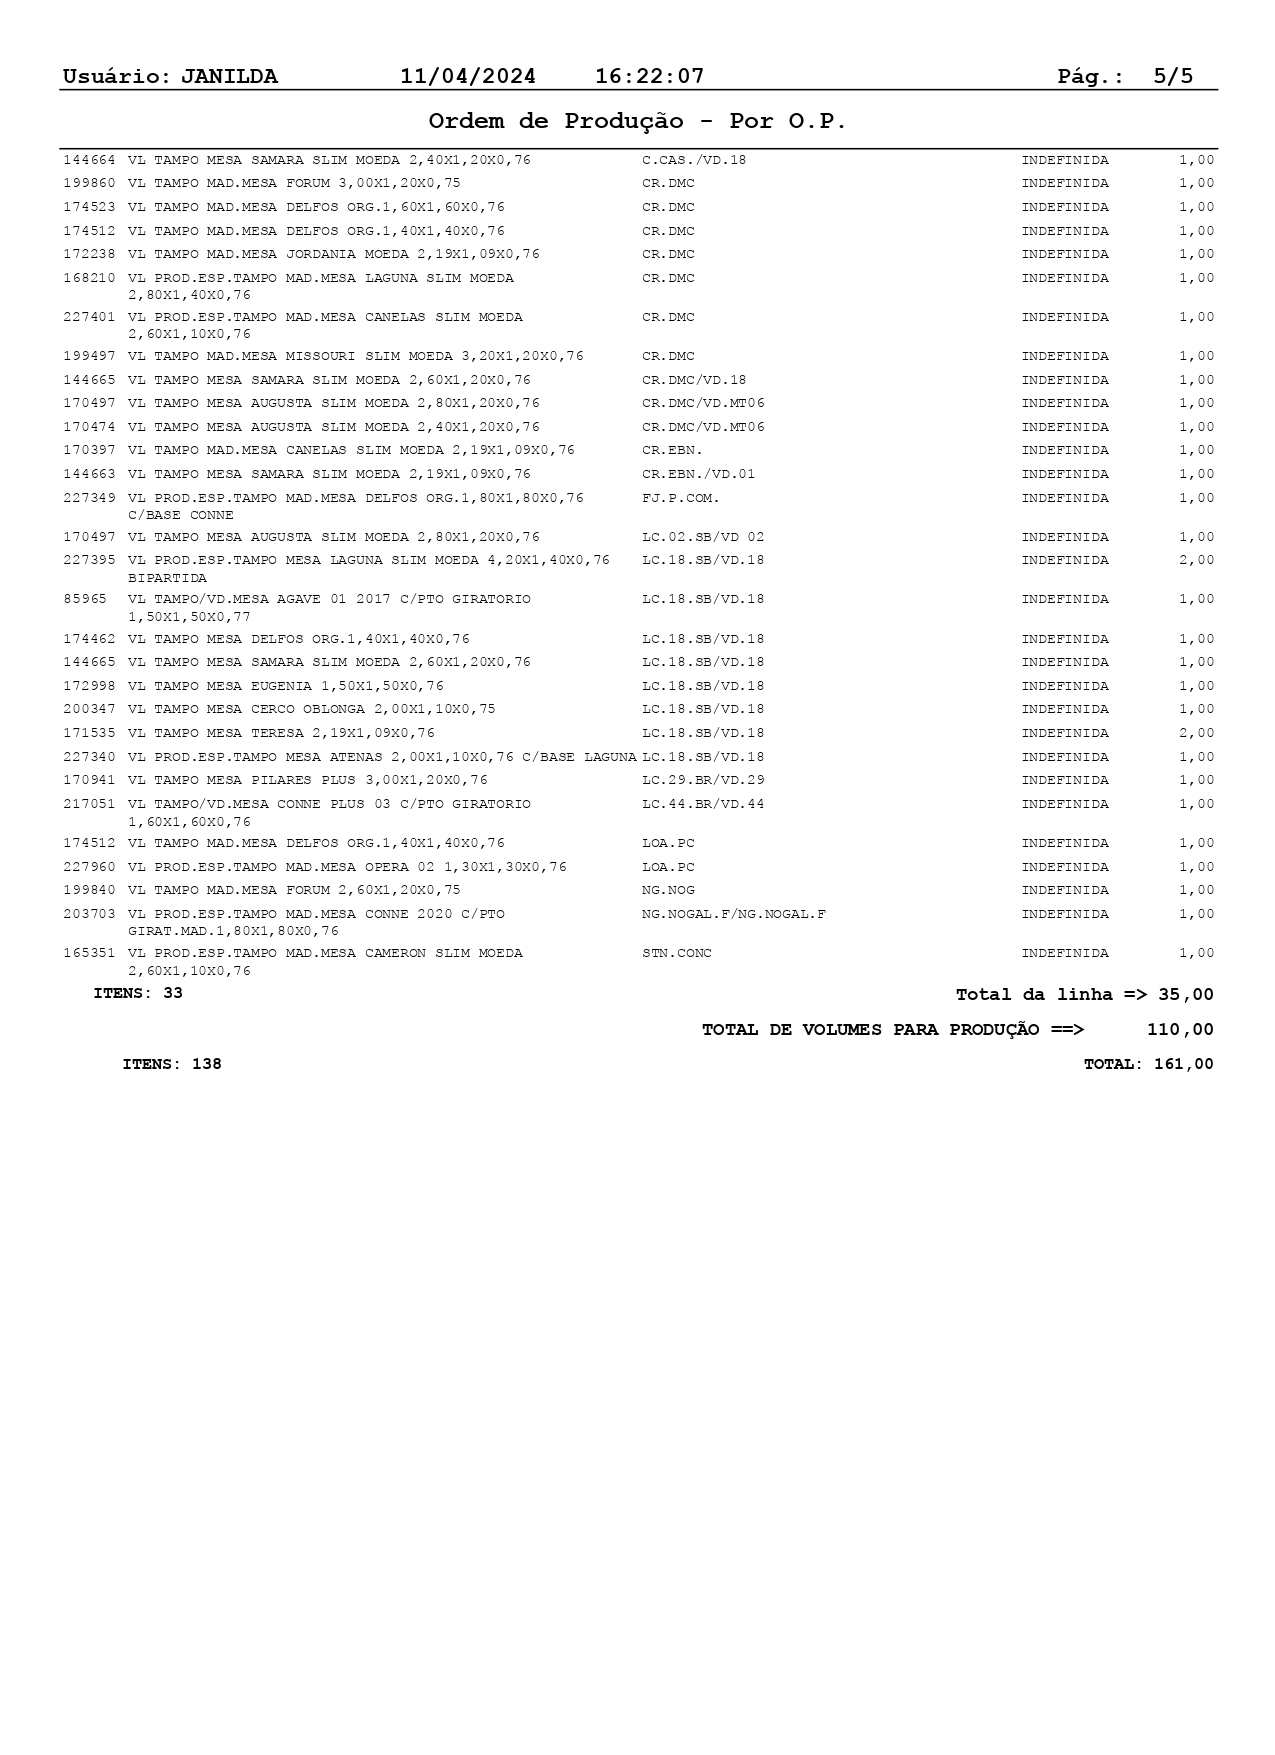 Usuário: JANILDA 11/04/2024 16:22:07 Pág.: 5/5
Ordem de Produção - Por O.P.
144664 VL TAMPO MESA SAMARA SLIM MOEDA 2,40X1,20X0,76 C.CAS./VD.18 INDEFINIDA 1,00
199860 VL TAMPO MAD.MESA FORUM 3,00X1,20X0,75 CR.DMC INDEFINIDA 1,00
174523 VL TAMPO MAD.MESA DELFOS ORG.1,60X1,60X0,76 CR.DMC INDEFINIDA 1,00
174512 VL TAMPO MAD.MESA DELFOS ORG.1,40X1,40X0,76 CR.DMC INDEFINIDA 1,00
172238 VL TAMPO MAD.MESA JORDANIA MOEDA 2,19X1,09X0,76 CR.DMC INDEFINIDA 1,00
168210 VL PROD.ESP.TAMPO MAD.MESA LAGUNA SLIM MOEDA CR.DMC INDEFINIDA 1,00
2,80X1,40X0,76
227401 VL PROD.ESP.TAMPO MAD.MESA CANELAS SLIM MOEDA CR.DMC INDEFINIDA 1,00
2,60X1,10X0,76
199497 VL TAMPO MAD.MESA MISSOURI SLIM MOEDA 3,20X1,20X0,76 CR.DMC INDEFINIDA 1,00
144665 VL TAMPO MESA SAMARA SLIM MOEDA 2,60X1,20X0,76 CR.DMC/VD.18 INDEFINIDA 1,00
170497 VL TAMPO MESA AUGUSTA SLIM MOEDA 2,80X1,20X0,76 CR.DMC/VD.MT06 INDEFINIDA 1,00
170474 VL TAMPO MESA AUGUSTA SLIM MOEDA 2,40X1,20X0,76 CR.DMC/VD.MT06 INDEFINIDA 1,00
170397 VL TAMPO MAD.MESA CANELAS SLIM MOEDA 2,19X1,09X0,76 CR.EBN. INDEFINIDA 1,00
144663 VL TAMPO MESA SAMARA SLIM MOEDA 2,19X1,09X0,76 CR.EBN./VD.01 INDEFINIDA 1,00
227349 VL PROD.ESP.TAMPO MAD.MESA DELFOS ORG.1,80X1,80X0,76 FJ.P.COM. INDEFINIDA 1,00
C/BASE CONNE
170497 VL TAMPO MESA AUGUSTA SLIM MOEDA 2,80X1,20X0,76 LC.02.SB/VD 02 INDEFINIDA 1,00
227395 VL PROD.ESP.TAMPO MESA LAGUNA SLIM MOEDA 4,20X1,40X0,76 LC.18.SB/VD.18 INDEFINIDA 2,00
BIPARTIDA
85965 VL TAMPO/VD.MESA AGAVE 01 2017 C/PTO GIRATORIO LC.18.SB/VD.18 INDEFINIDA 1,00
1,50X1,50X0,77
174462 VL TAMPO MESA DELFOS ORG.1,40X1,40X0,76 LC.18.SB/VD.18 INDEFINIDA 1,00
144665 VL TAMPO MESA SAMARA SLIM MOEDA 2,60X1,20X0,76 LC.18.SB/VD.18 INDEFINIDA 1,00
172998 VL TAMPO MESA EUGENIA 1,50X1,50X0,76 LC.18.SB/VD.18 INDEFINIDA 1,00
200347 VL TAMPO MESA CERCO OBLONGA 2,00X1,10X0,75 LC.18.SB/VD.18 INDEFINIDA 1,00
171535 VL TAMPO MESA TERESA 2,19X1,09X0,76 LC.18.SB/VD.18 INDEFINIDA 2,00
227340 VL PROD.ESP.TAMPO MESA ATENAS 2,00X1,10X0,76 C/BASE LAGUNA LC.18.SB/VD.18 INDEFINIDA 1,00
170941 VL TAMPO MESA PILARES PLUS 3,00X1,20X0,76 LC.29.BR/VD.29 INDEFINIDA 1,00
217051 VL TAMPO/VD.MESA CONNE PLUS 03 C/PTO GIRATORIO LC.44.BR/VD.44 INDEFINIDA 1,00
1,60X1,60X0,76
174512 VL TAMPO MAD.MESA DELFOS ORG.1,40X1,40X0,76 LOA.PC INDEFINIDA 1,00
227960 VL PROD.ESP.TAMPO MAD.MESA OPERA 02 1,30X1,30X0,76 LOA.PC INDEFINIDA 1,00
199840 VL TAMPO MAD.MESA FORUM 2,60X1,20X0,75 NG.NOG INDEFINIDA 1,00
203703 VL PROD.ESP.TAMPO MAD.MESA CONNE 2020 C/PTO NG.NOGAL.F/NG.NOGAL.F INDEFINIDA 1,00
GIRAT.MAD.1,80X1,80X0,76
165351 VL PROD.ESP.TAMPO MAD.MESA CAMERON SLIM MOEDA STN.CONC INDEFINIDA 1,00
2,60X1,10X0,76
ITENS: 33 Total da linha => 35,00
TOTAL DE VOLUMES PARA PRODUÇÃO ==> 110,00
ITENS: 138 TOTAL: 161,00